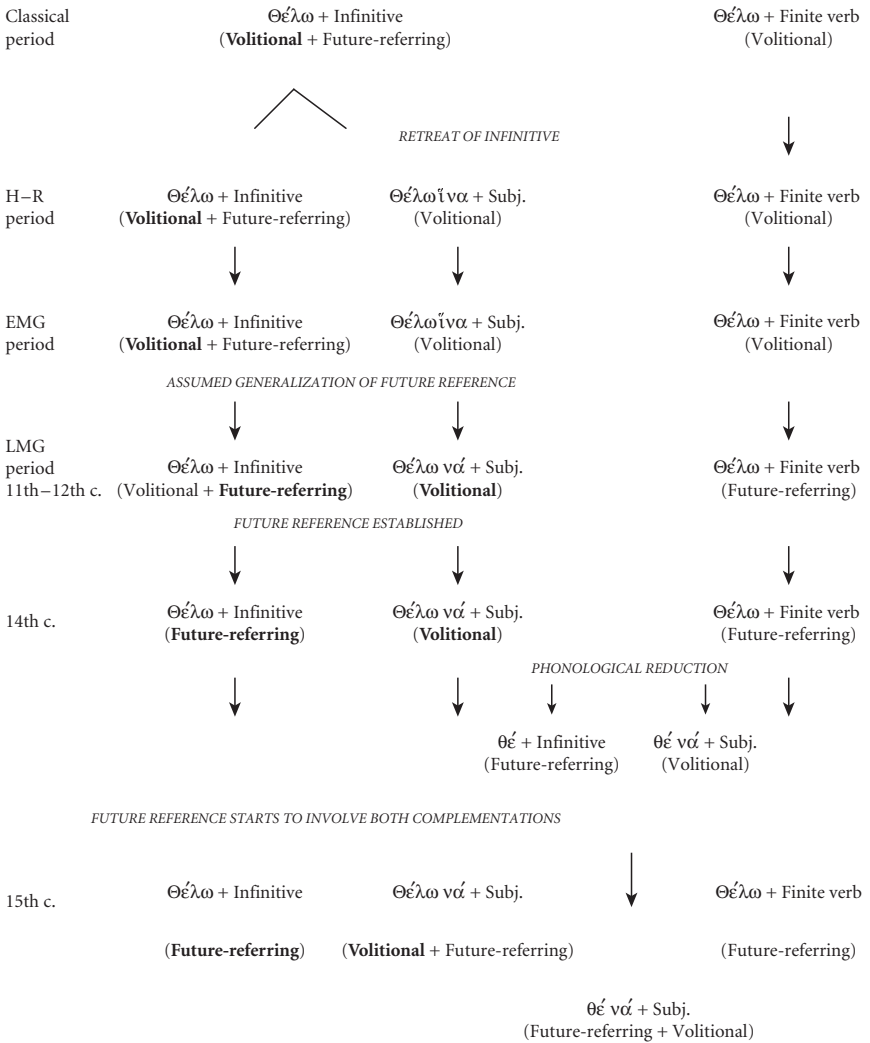 Classical period
Θέλω + Infinitive
(Volitional + Future-referring)
Θέλω + Finite verb
(Volitional)
RETREAT OF INFINITIVE
H–R period
Θέλω + Infinitive
(Volitional + Future-referring)
Θέλωἵνα + Subj.
(Volitional)
Θέλω + Finite verb
(Volitional)
EMG period
Θέλω + Infinitive
(Volitional + Future-referring)
Θέλωἵνα + Subj.
(Volitional)
Θέλω + Finite verb
(Volitional)
ASSUMED GENERALIZATION OF FUTURE REFERENCE
LMG period
11th–12th c.
Θέλω + Infinitive
(Volitional + Future-referring)
Θέλω νά + Subj.
(Volitional)
Θέλω + Finite verb
(Future-referring)
FUTURE REFERENCE ESTABLISHED
14th c.
Θέλω + Infinitive
(Future-referring)
Θέλω νά + Subj.
(Volitional)
Θέλω + Finite verb
(Future-referring)
PHONOLOGICAL REDUCTION
θέ + Infinitive
(Future-referring)
θέ νά + Subj.
(Volitional)
FUTURE REFERENCE STARTS TO INVOLVE BOTH COMPLEMENTATIONS
15th c.
Θέλω + Infinitive
(Future-referring)
Θέλω νά + Subj.
(Volitional + Future-referring)
Θέλω + Finite verb
(Future-referring)
θέ νά + Subj.
(Future-referring + Volitional)